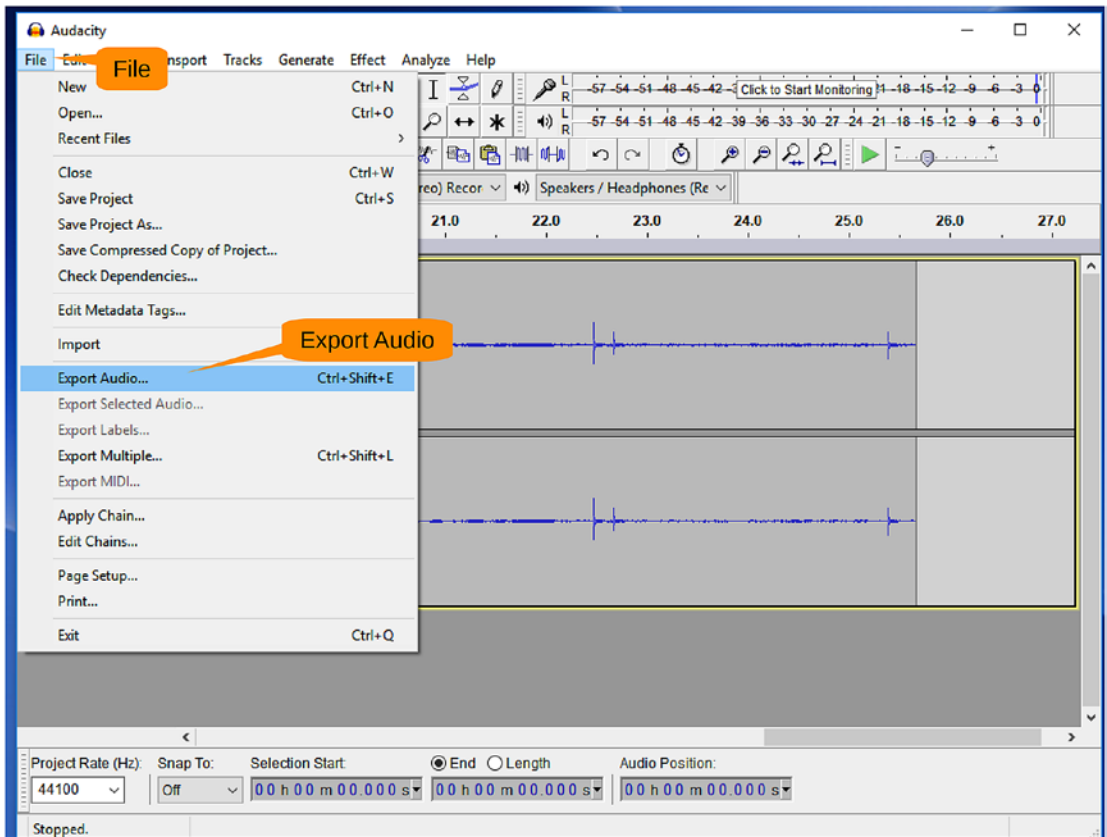 Audacity
File Edit nsport Tracks Generate Effect Analyze Help
File
New Ctrl+N
Open... Ctrl+O
Recent Files
Close Ctrl+W
Save Project Ctrl+S
Save Project As...
Save Compressed Copy of Project...
Check Dependencies...
Edit Metadata Tags...
Import
Export Audio
Export Audio... Ctrl+Shift+E
Export Selected Audio...
Export Labels...
Export Multiple... Ctrl+Shift+L
Export MIDI...
Apply Chain...
Edit Chains...
Page Setup...
Print...
Exit Ctrl+Q
L
R
-57 -54 -51 -48 -45 -42 -3 Click to Start Monitoring 1 -18 -15 -12 -9 -6 -3 0
L
R
-57 -54 -51 -48 -45 -42 -39 -36 -33 -30 -27 -24 -21 -18 -15 -12 -9 -6 -3 0
reo) Recor Speakers / Headphones (Re
21.0 22.0 23.0 24.0 25.0 26.0 27.0
Project Rate (Hz): Snap To: Selection Start: End Length Audio Position:
44100 Off 00 h 00 m 00.000 s 00 h 00 m 00.000 s 00 h 00 m 00.000 s
Stopped.